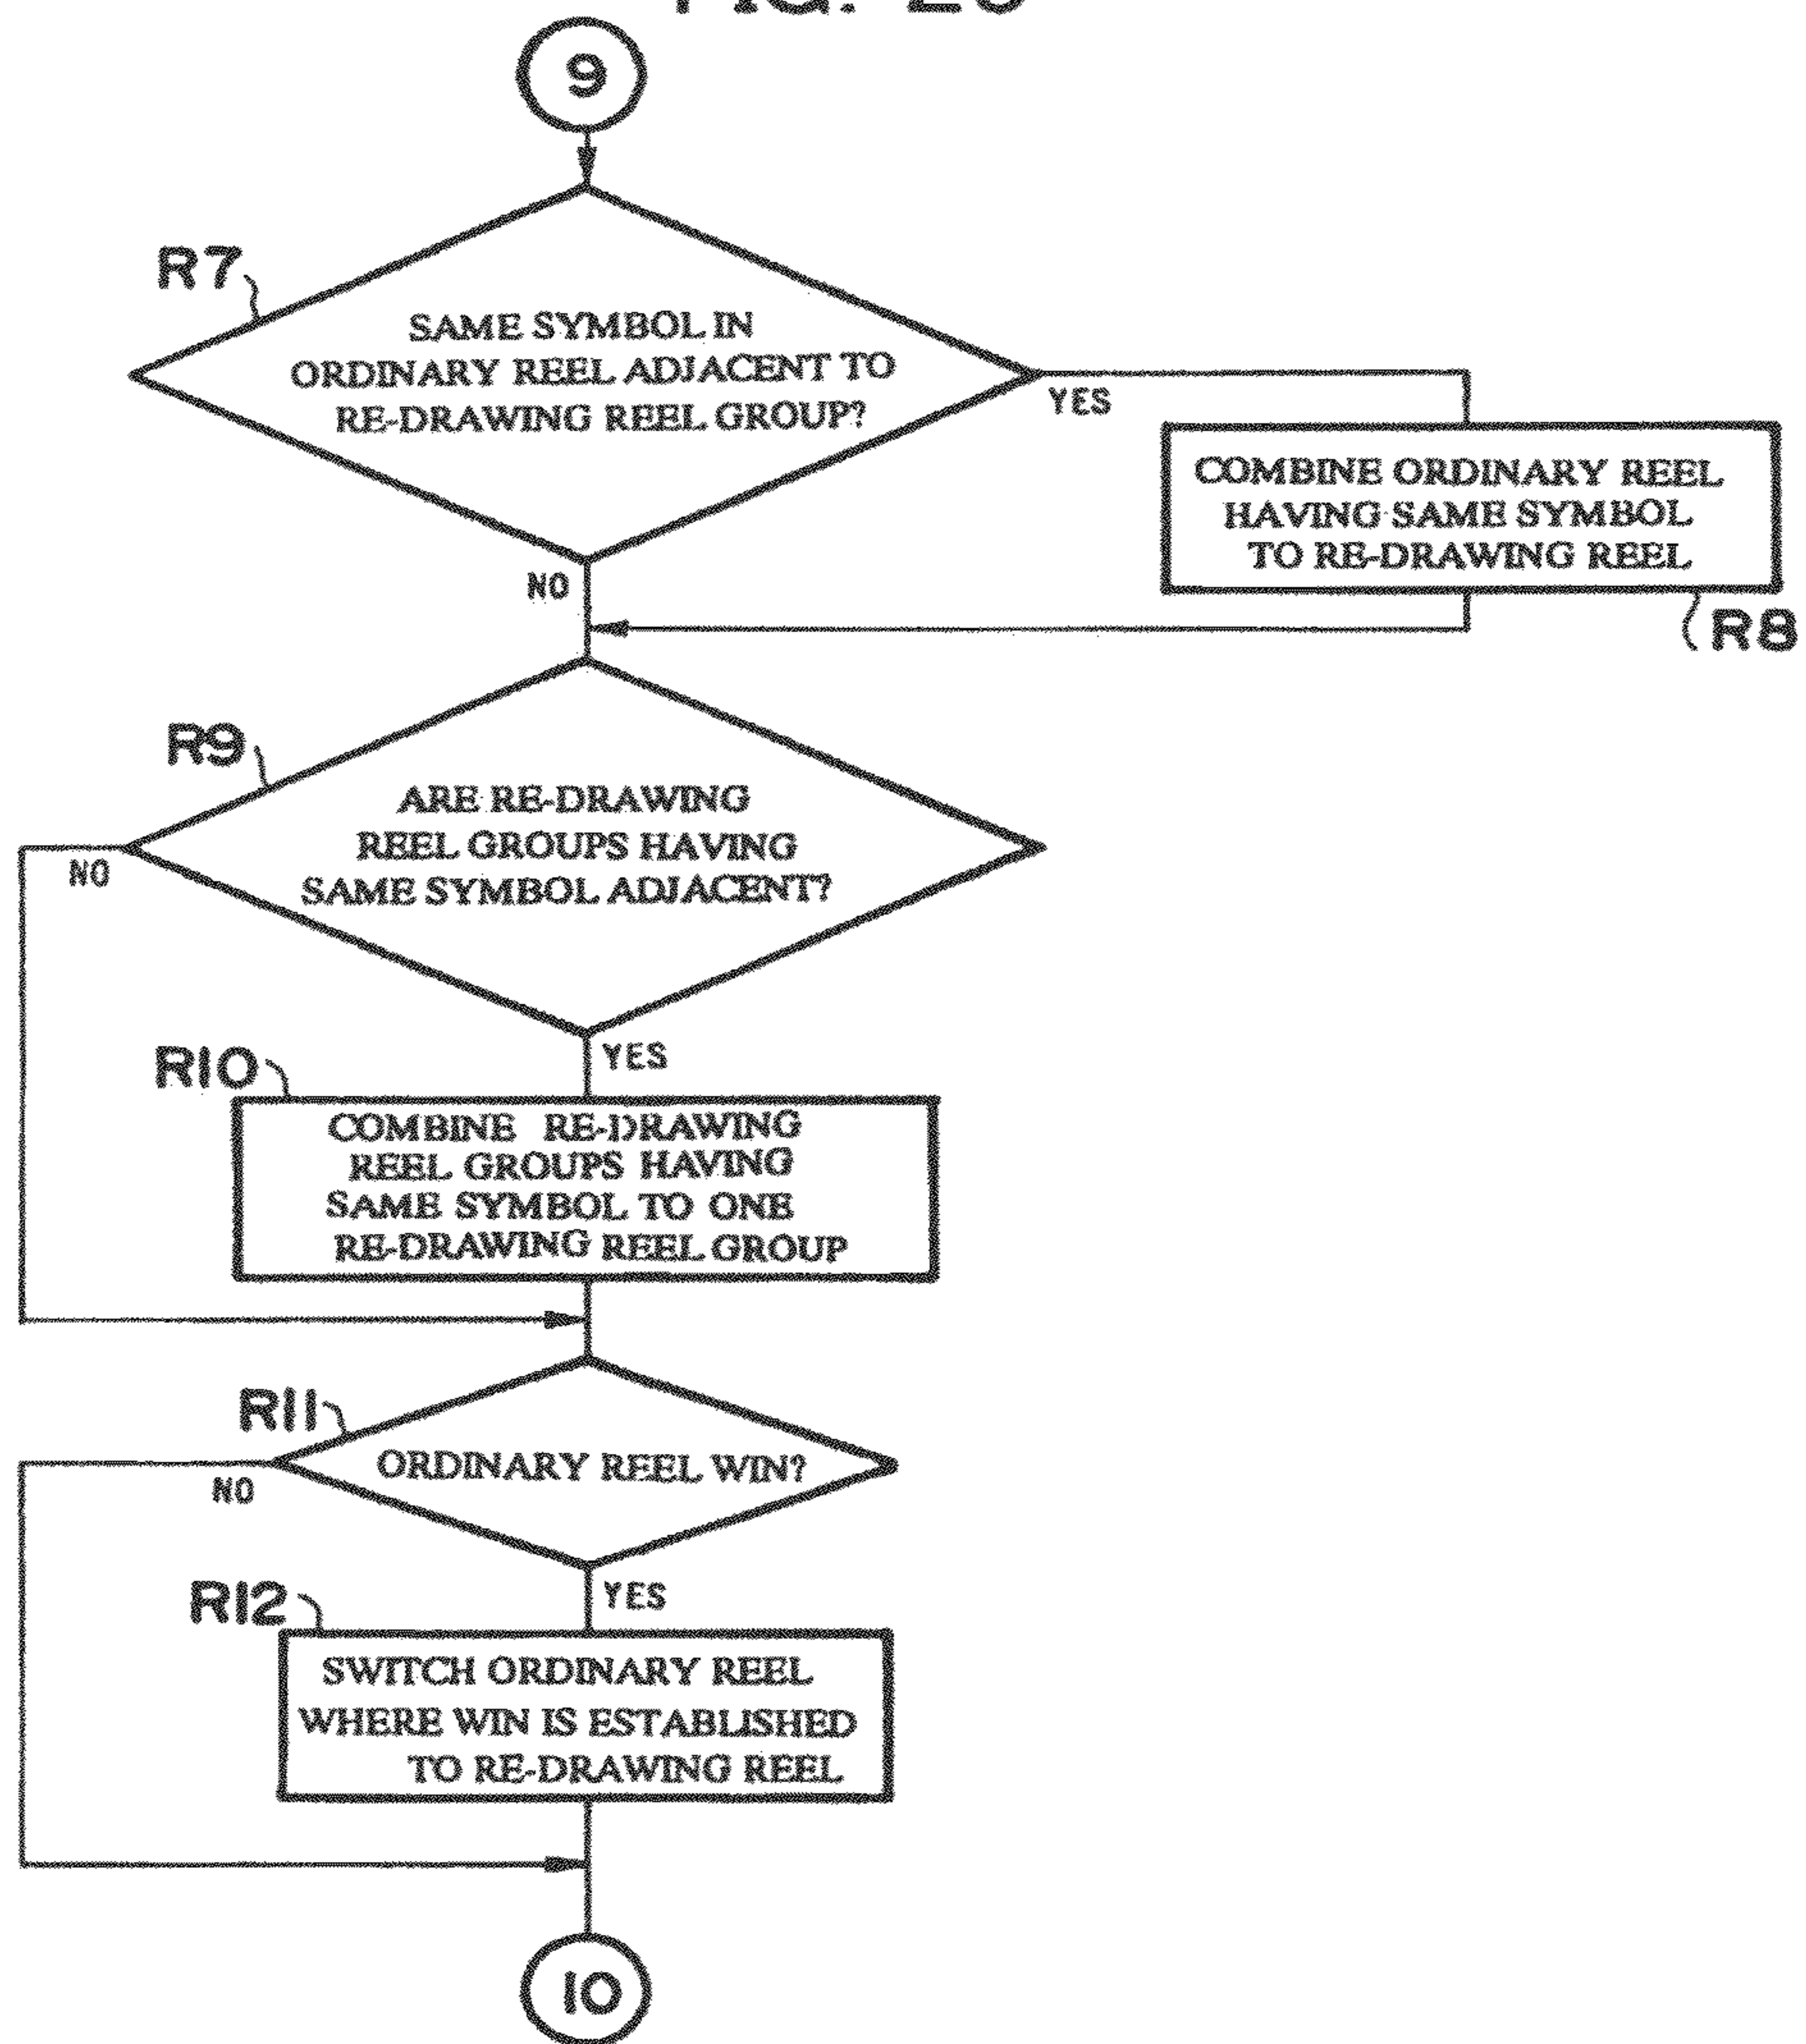 9
R7
SAME SYMBOL IN
ORDINARY REEL ADJACENT TO
RE-DRAWING REEL GROUP?
YES
COMBINE ORDINARY REEL
HAVING SAME SYMBOL
TO RE-DRAWING REEL
R8
NO
R9
ARE RE-DRAWING
REEL GROUPS HAVING
SAME SYMBOL ADJACENT?
NO
YES
R10
COMBINE RE-DRAWING
REEL GROUPS HAVING
SAME SYMBOL TO ONE
RE-DRAWING REEL GROUP
R11
ORDINARY REEL WIN?
NO
YES
R12
SWITCH ORDINARY REEL
WHERE WIN IS ESTABLISHED
TO RE-DRAWING REEL
10